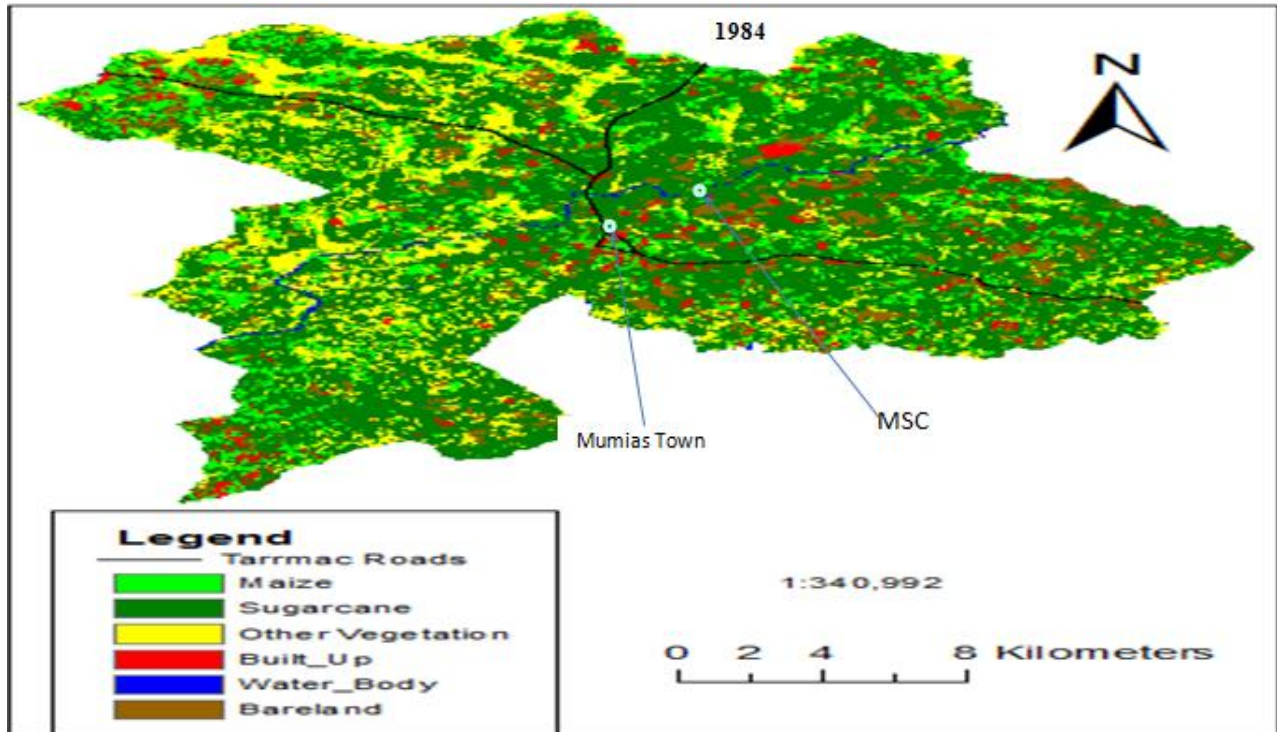 1984
N
MSC
Mumias Town
Legend
Tarrmac Roads
Maize
Sugarcane
Other Vegetation
Built_Up
Water_Body
Bareland
1:340,992
0 2 4 8 Kilometers